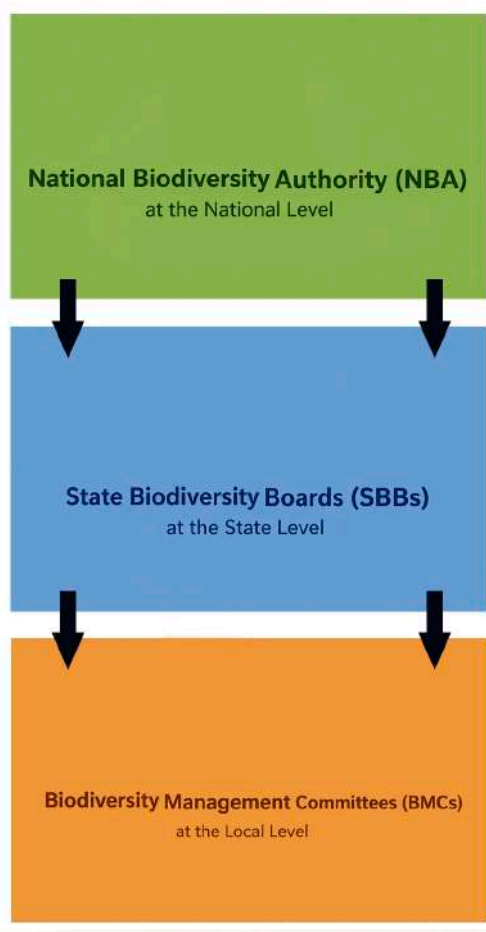 National Biodiversity Authority (NBA)
at the National Level
State Biodiversity Boards (SBBs)
at the State Level
Biodiversity Management Committees (BMCs)
at the Local Level